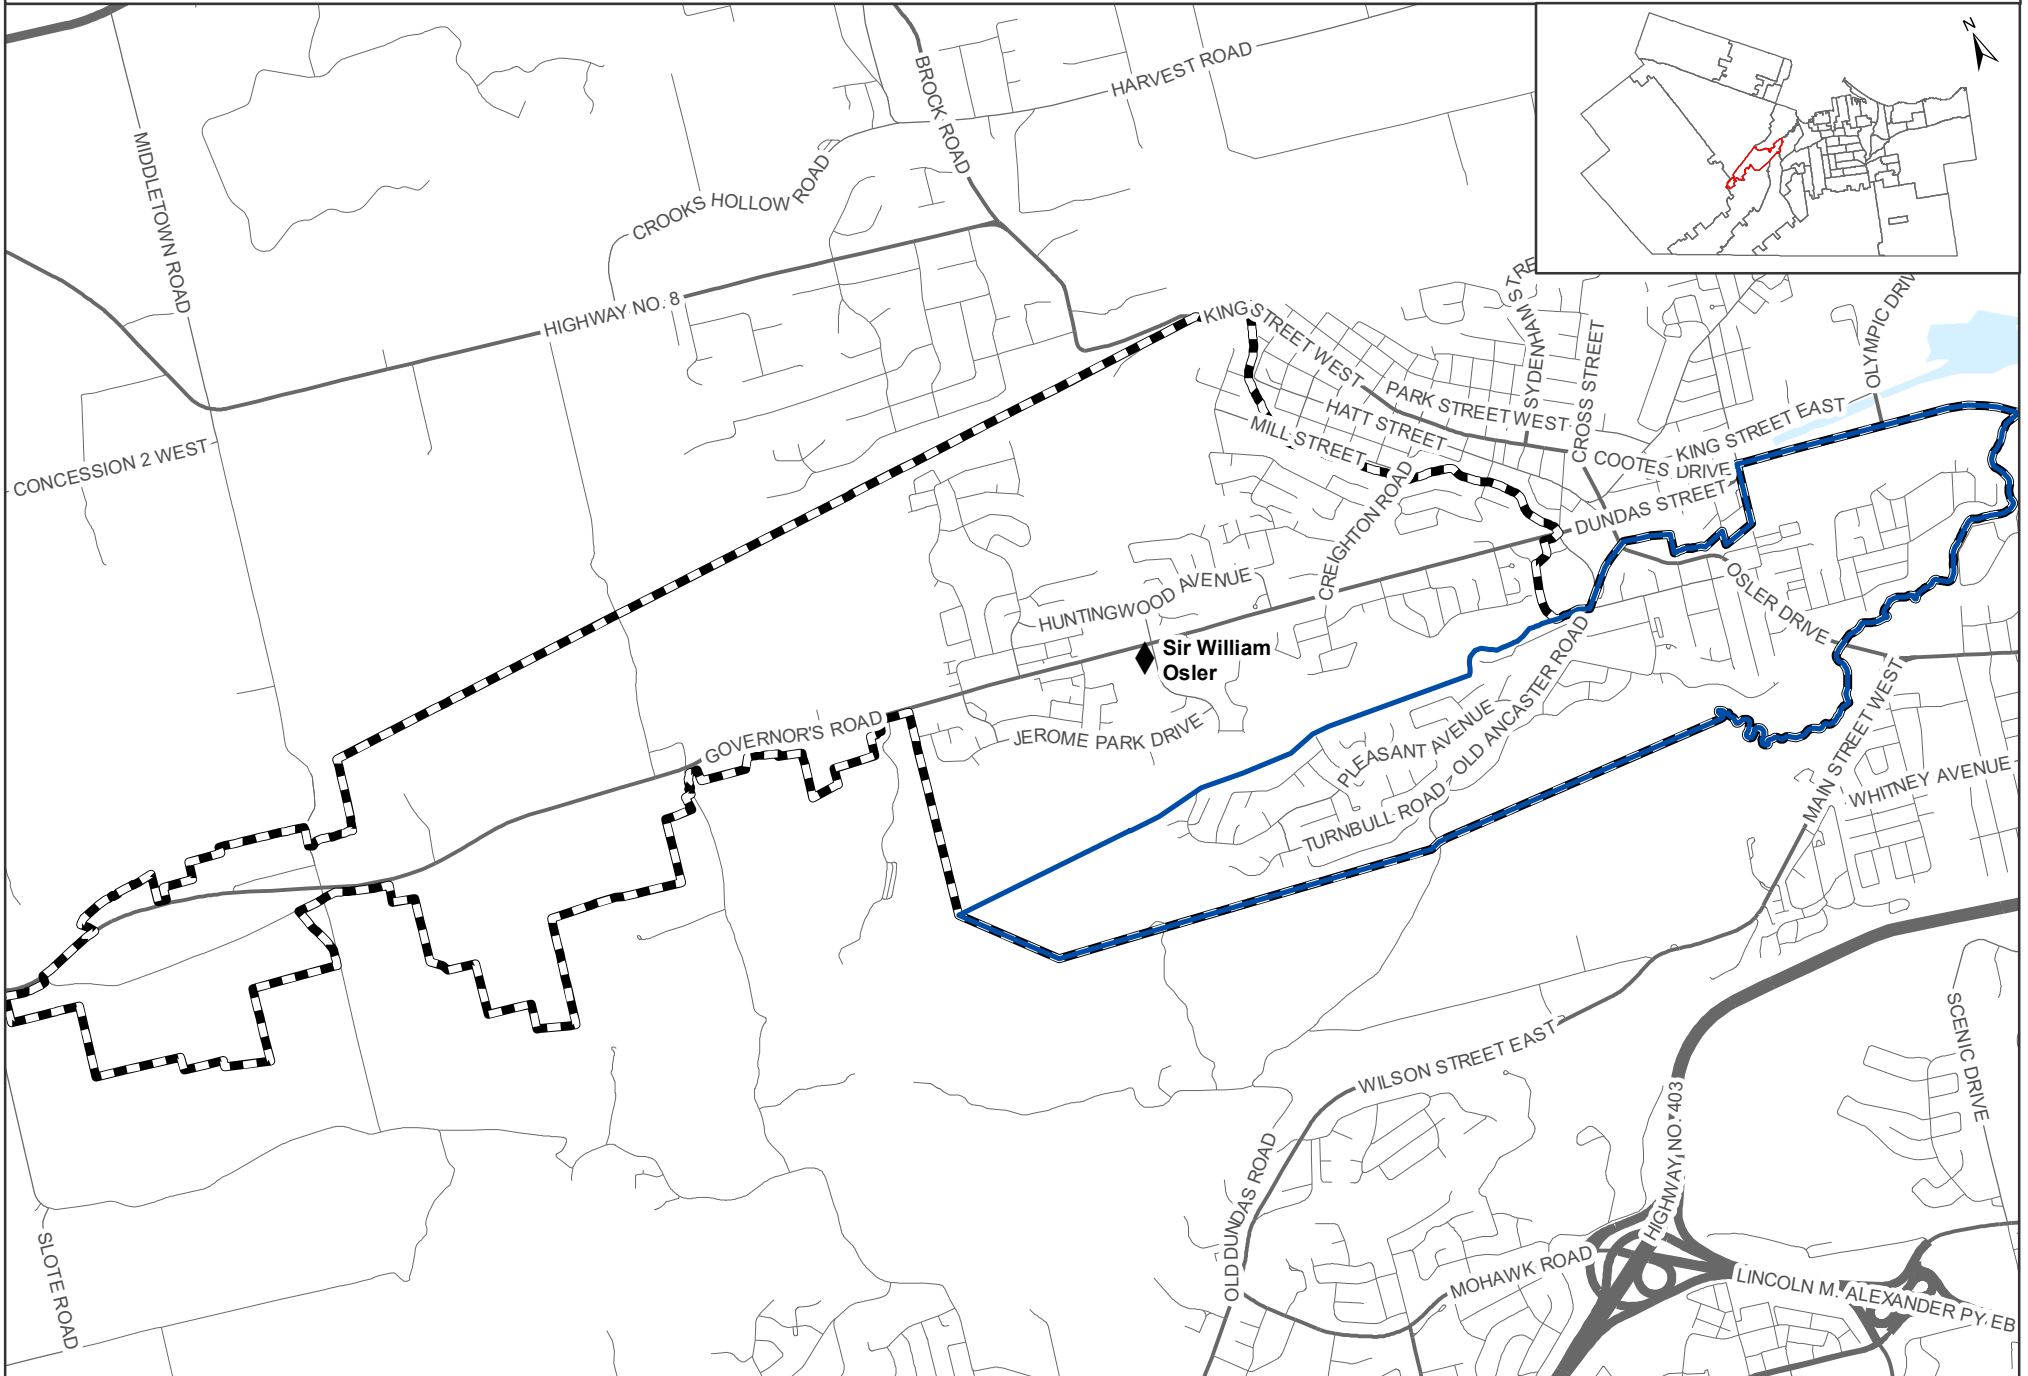 N
BROCK ROAD
HARVEST ROAD
MIDDLETOWN ROAD
CROOKS HOLLOW ROAD
HIGHWAY NO. 8
KING STREET WEST
SYDENHAM STRE
CROSS STREET
OLYMPIC DRIV
PARK STREET WEST
HATT STREET
MILL STREET
KING STREET EAST
COOTES DRIVE
DUNDAS STREET
CONCESSION 2 WEST
CREIGHTON ROAD
HUNTINGWOOD AVENUE
OSLER DRIVE
Sir William
Osler
GOVERNOR'S ROAD
JEROME PARK DRIVE
PLEASANT AVENUE
OLD ANCASTER ROAD
TURNBULL ROAD
MAIN STREET WEST
WHITNEY AVENUE
WILSON STREET EAST
SCENIC DRIVE
HIGHWAY NO. 403
OLD DUNDAS ROAD
SLOTE ROAD
MOHAWK ROAD
LINCOLN M. ALEXANDER PY EB